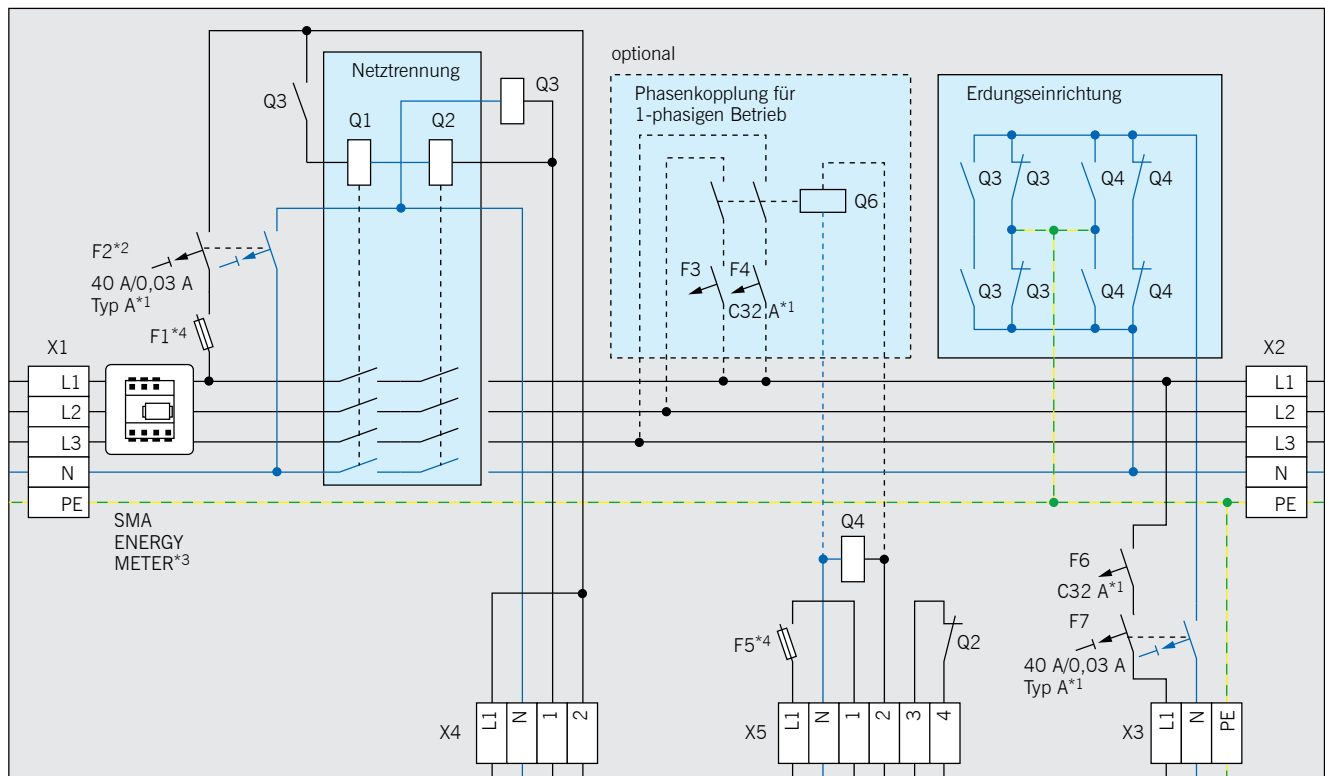 optional
Netztrennung
Q3
Q3
Q1
Q2
Phasenkopplung für
1-phasigen Betrieb
Q6
F3
F4
C32 A*1
Erdungseinrichtung
Q3
Q3
Q4
Q4
Q3
Q3
Q4
Q4
F2*2
40 A/0,03 A
Typ A*1
F1*4
X1
L1
L2
L3
N
PE
X2
L1
L2
L3
N
PE
SMA
ENERGY
METER*3
Q4
F5*4
Q2
F6
C32 A*1
F7
40 A/0,03 A
Typ A*1
X4
L1
N
1
2
X5
L1
N
1
2
3
4
X3
L1
N
PE